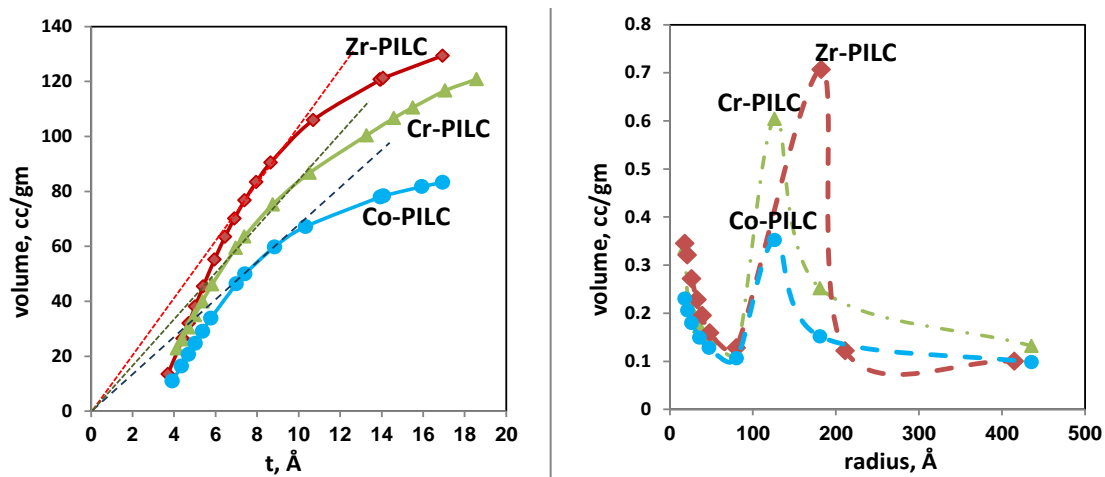 volume, cc/gm
140
120
100
80
60
40
20
0
Zr-PILC
Cr-PILC
Co-PILC
0 2 4 6 8 10 12 14 16 18 20
t, Å
volume, cc/gm
0.8
0.7
0.6
0.5
0.4
0.3
0.2
0.1
0
Zr-PILC
Cr-PILC
Co-PILC
0 100 200 300 400 500
radius, Å